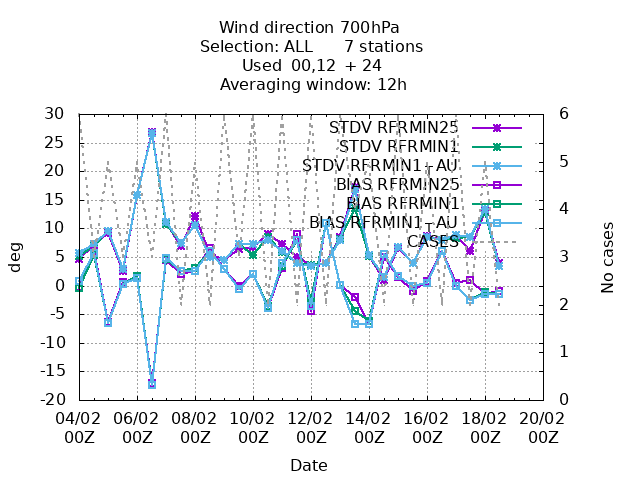 Wind direction 700hPa
Selection: ALL 7 stations
Used 00,12 + 24
Averaging window: 12h
30
25
20
15
10
5
0
-5
-10
-15
-20
deg
6
5
4
3
2
1
0
No cases
STDV RFRMIN25
STDV RFRMIN1
STDV RFRMIN1-AU
BIAS RFRMIN25
BIAS RFRMIN1
BIAS RFRMIN1-AU
CASES
04/02 06/02 08/02 10/02 12/02 14/02 16/02 18/02 20/02
00Z 00Z 00Z 00Z 00Z 00Z 00Z 00Z 00Z
Date